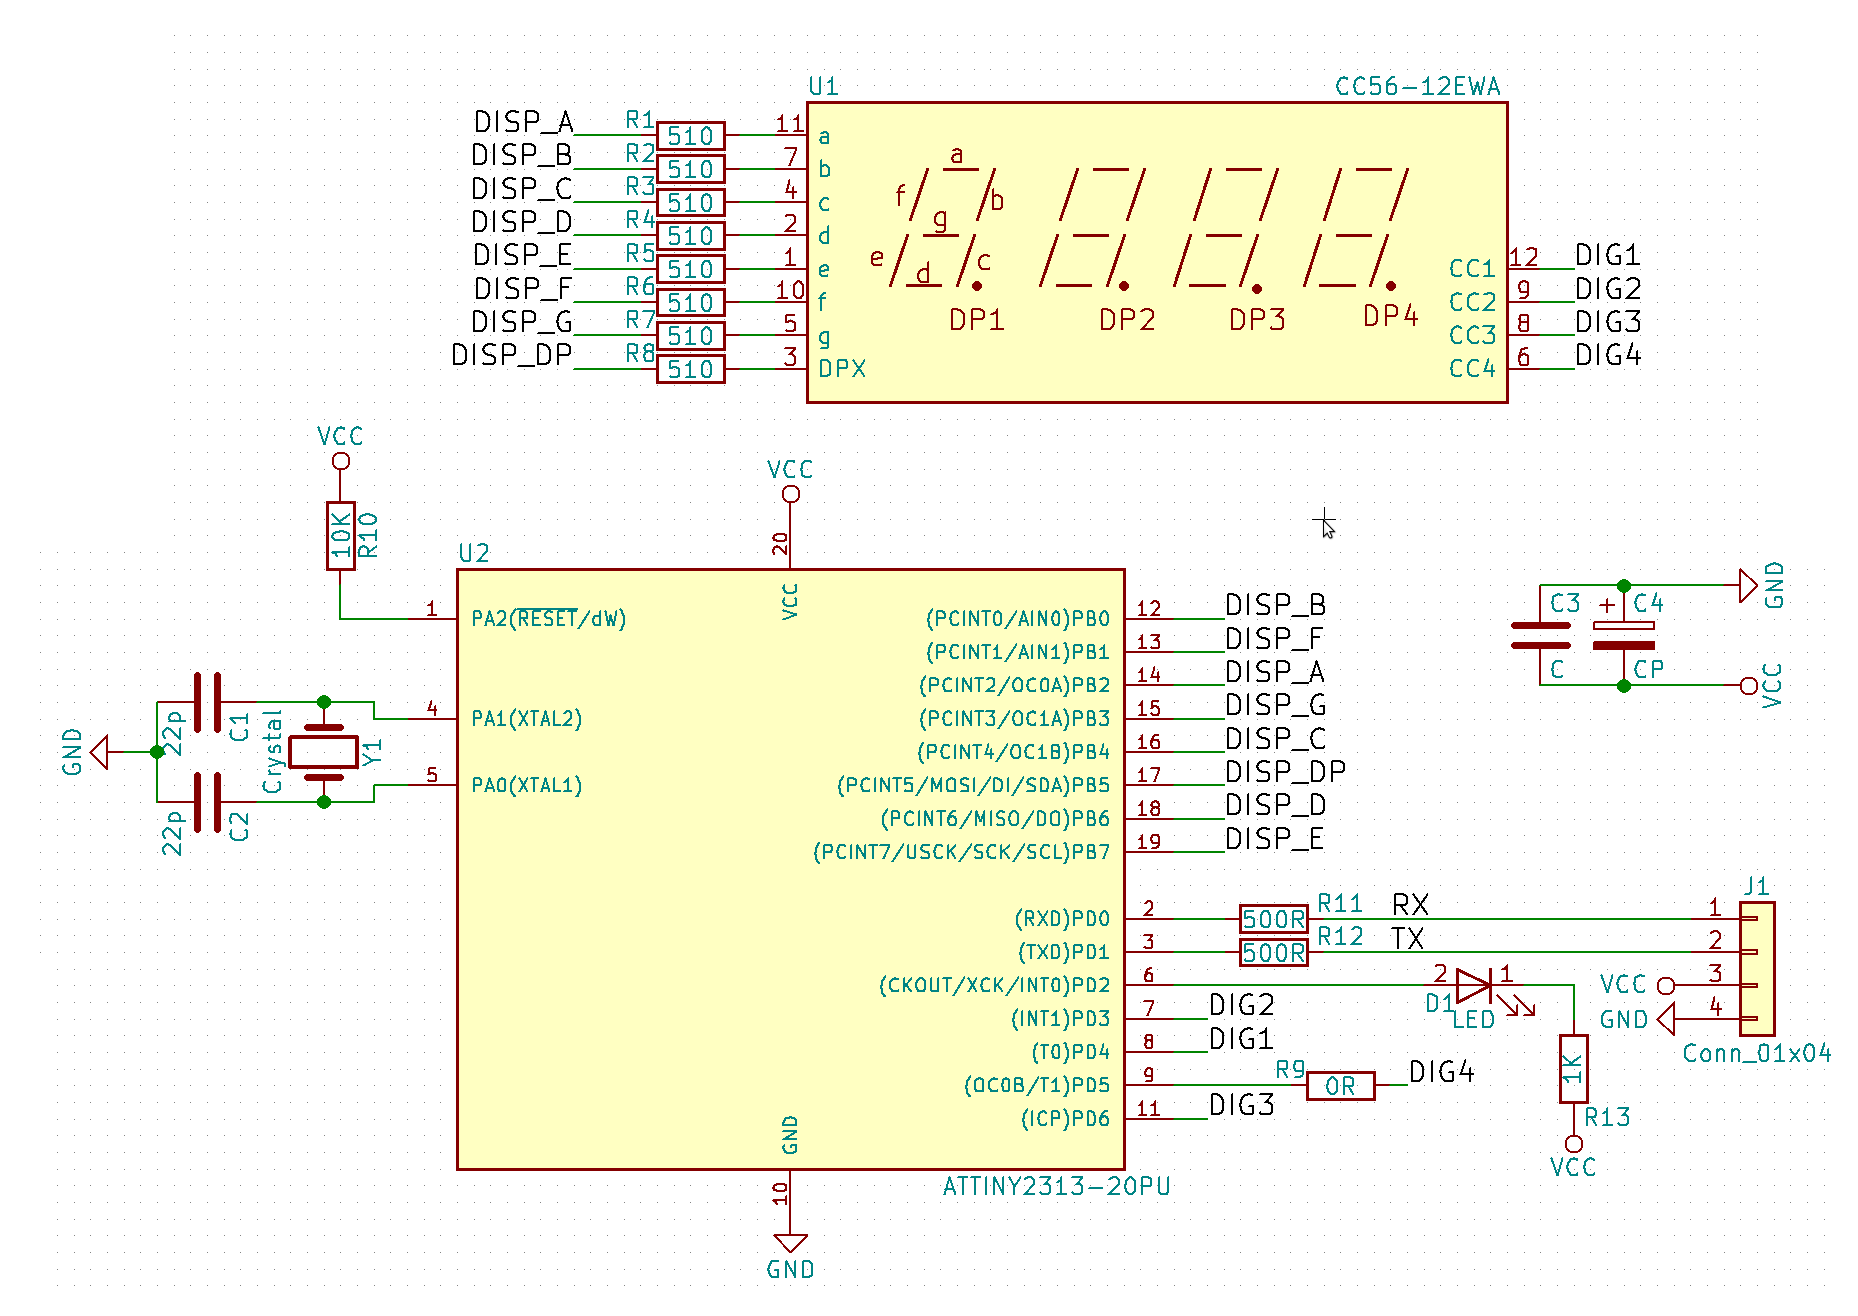 U1 CC56-12EWA
DISP_A R1 510 11 a
DISP_B R2 510 7 b
DISP_C R3 510 4 c
DISP_D R4 510 2 d
DISP_E R5 510 1 e
DISP_F R6 510 10 f
DISP_G R7 510 5 g
DISP_DP R8 510 3 DPX
a
f b
g
e c
d
DP1 DP2 DP3 DP4
CC1 12 DIG1
CC2 9 DIG2
CC3 8 DIG3
CC4 6 DIG4
VCC
10K R10
VCC
20
VCC
U2
1 PA2(RESET/dW)
4 PA1(XTAL2)
5 PA0(XTAL1)
GND
22p C1
22p C2
Crystal Y1
(PCINT0/AIN0)PB0 12 DISP_B
(PCINT1/AIN1)PB1 13 DISP_F
(PCINT2/OC0A)PB2 14 DISP_A
(PCINT3/OC1A)PB3 15 DISP_G
(PCINT4/OC1B)PB4 16 DISP_C
(PCINT5/MOSI/DI/SDA)PB5 17 DISP_DP
(PCINT6/MISO/DO)PB6 18 DISP_D
(PCINT7/USCK/SCK/SCL)PB7 19 DISP_E
(RXD)PD0 2 500R R11 RX
(TXD)PD1 3 500R R12 TX
(CKOUT/XCK/INT0)PD2 6
(INT1)PD3 7 DIG2
(T0)PD4 8 DIG1
(OC0B/T1)PD5 9 R9 0R DIG4
(ICP)PD6 11 DIG3
GND
10
GND
ATTINY2313-20PU
C3 + C4 GND
C CP VCC
2 1
D1 LED
1K
R13
VCC
J1
1
2
VCC 3
GND 4
Conn_01x04